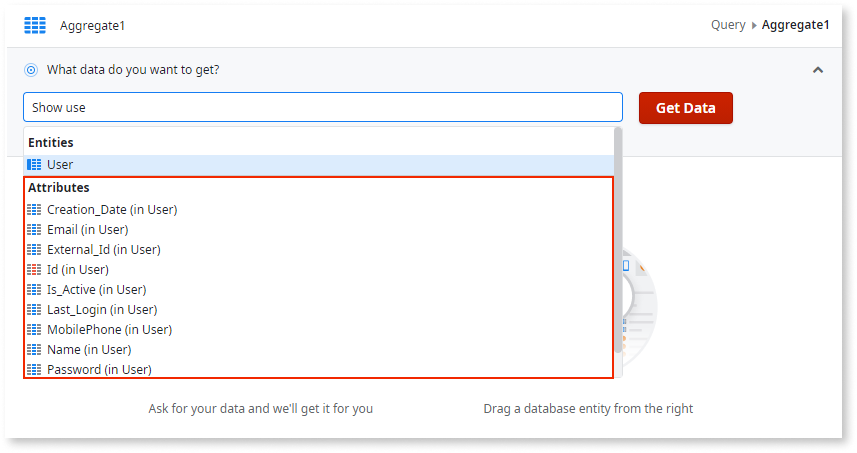 Aggregate1
Query ▸ Aggregate1
What data do you want to get?
Show use
Get Data
Entities
User
Attributes
Creation_Date (in User)
Email (in User)
External_Id (in User)
Id (in User)
Is_Active (in User)
Last_Login (in User)
MobilePhone (in User)
Name (in User)
Password (in User)
Ask for your data and we'll get it for you
Drag a database entity from the right